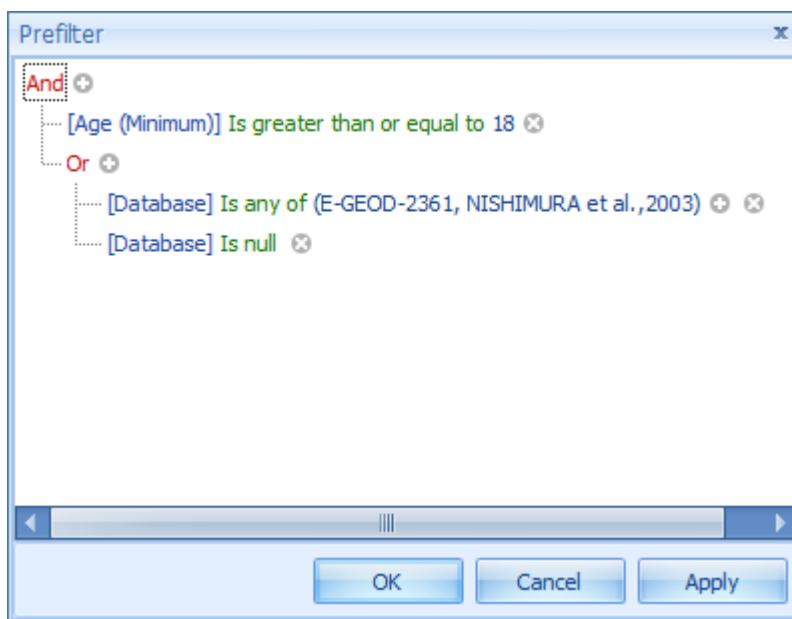 Prefilter
And
[Age (Minimum)] Is greater than or equal to 18
Or
[Database] Is any of (E-GEOD-2361, NISHIMURA et al.,2003)
[Database] Is null
OK Cancel Apply